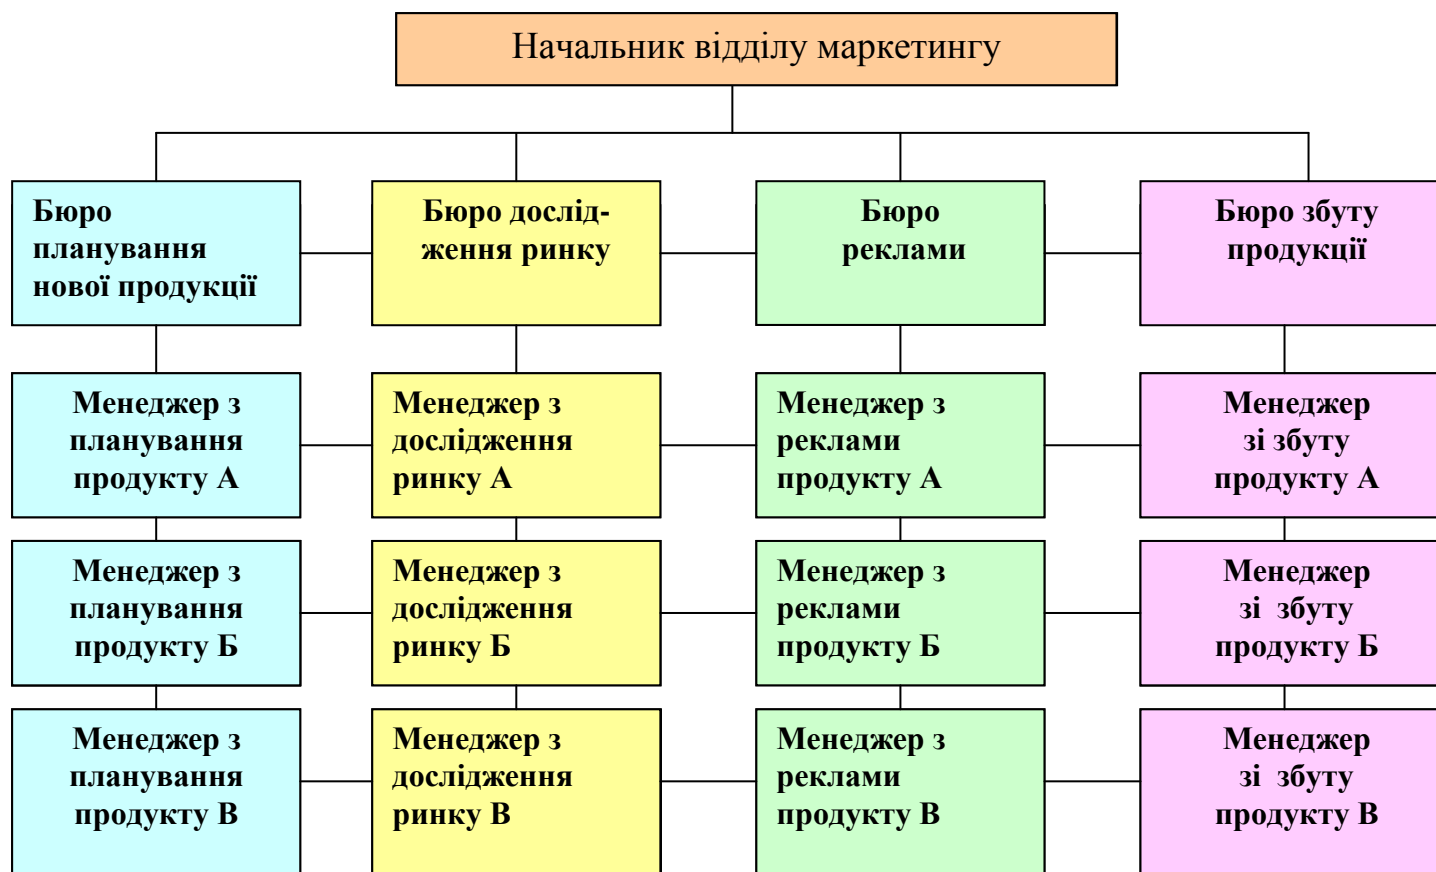 Начальник відділу маркетингу
Бюро
планування
нової продукції
Бюро дослід-
ження ринку
Бюро
реклами
Бюро збуту
продукції
Менеджер з
планування
продукту А
Менеджер з
дослідження
ринку А
Менеджер з
реклами
продукту А
Менеджер
зі збуту
продукту А
Менеджер з
планування
продукту Б
Менеджер з
дослідження
ринку Б
Менеджер з
реклами
продукту Б
Менеджер
зі збуту
продукту Б
Менеджер з
планування
продукту В
Менеджер з
дослідження
ринку В
Менеджер з
реклами
продукту В
Менеджер
зі збуту
продукту В